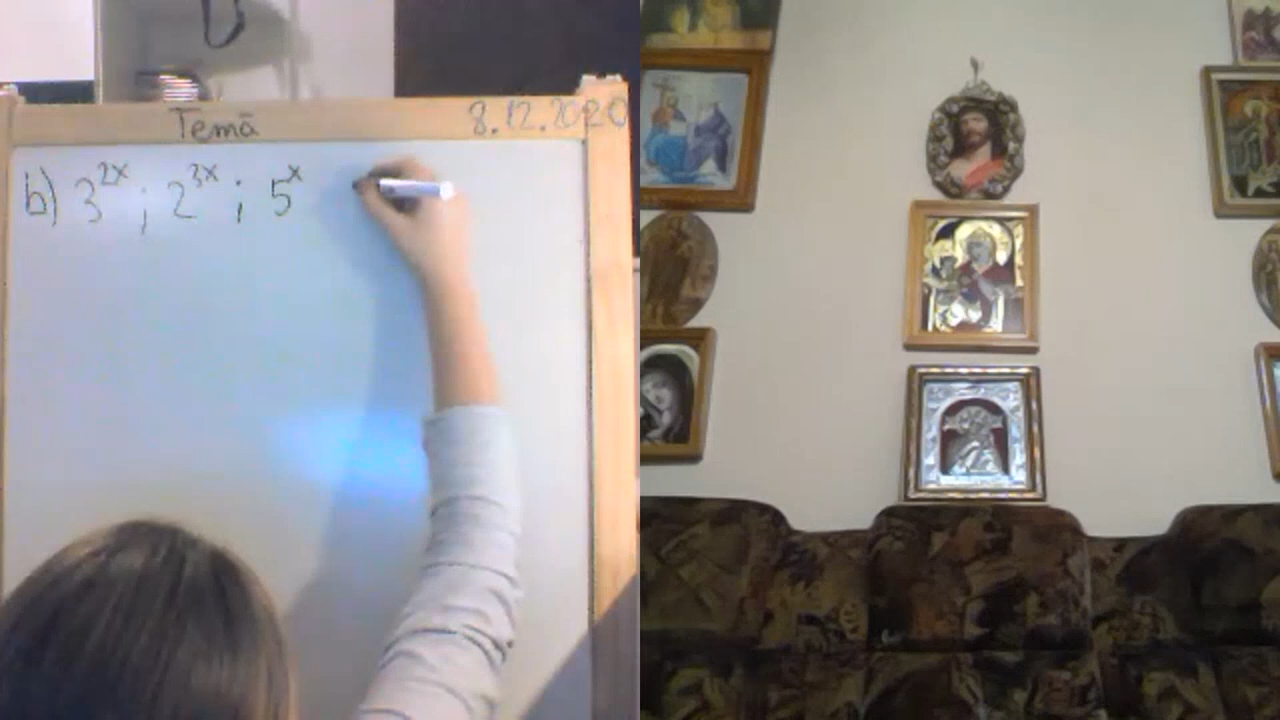 Temă 8.12.2020
b) 3^{2x} ; 2^{3x} ; 5^{x}